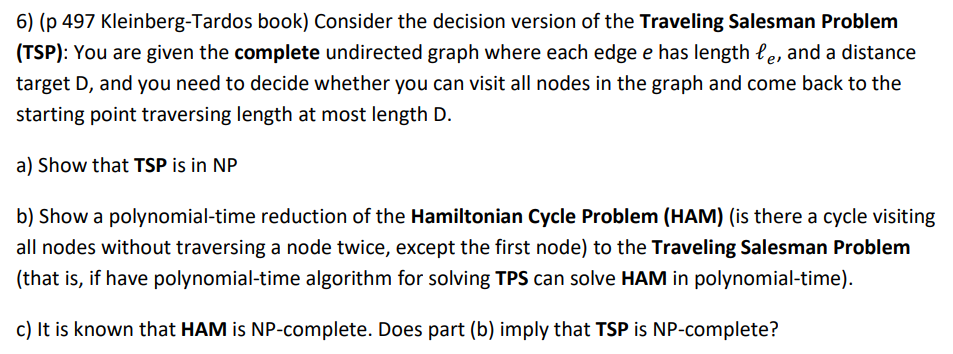 6) (p 497 Kleinberg-Tardos book) Consider the decision version of the Traveling Salesman Problem
(TSP): You are given the complete undirected graph where each edge e has length ℓₑ, and a distance
target D, and you need to decide whether you can visit all nodes in the graph and come back to the
starting point traversing length at most length D.
a) Show that TSP is in NP
b) Show a polynomial-time reduction of the Hamiltonian Cycle Problem (HAM) (is there a cycle visiting
all nodes without traversing a node twice, except the first node) to the Traveling Salesman Problem
(that is, if have polynomial-time algorithm for solving TPS can solve HAM in polynomial-time).
c) It is known that HAM is NP-complete. Does part (b) imply that TSP is NP-complete?